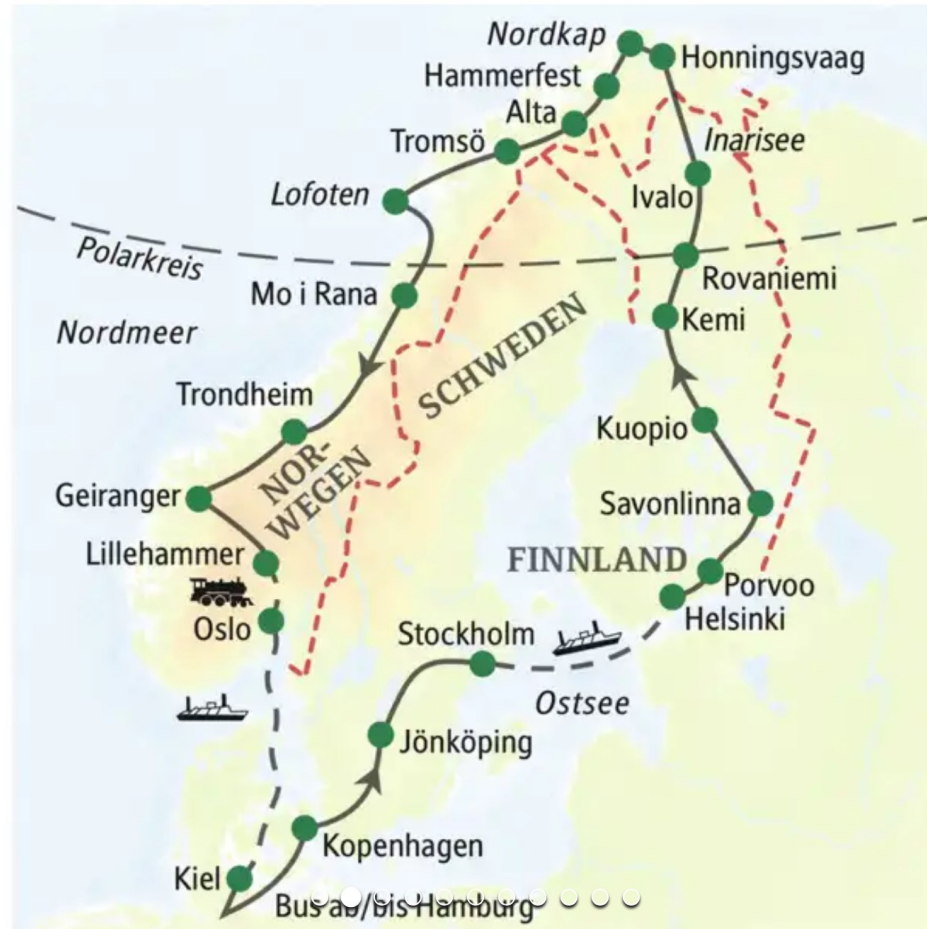 Nordkap
Honningsvaag
Hammerfest
Alta
Tromsö
Inarisee
Lofoten
Ivalo
Polarkreis
Rovaniemi
Mo i Rana
Kemi
Nordmeer
SCHWEDEN
Trondheim
Kuopio
NOR-
WEGEN
Geiranger
Savonlinna
Lillehammer
FINNLAND
Porvoo
Helsinki
Oslo
Stockholm
Ostsee
Jönköping
Kopenhagen
Kiel
Bus ab/bis Hamburg